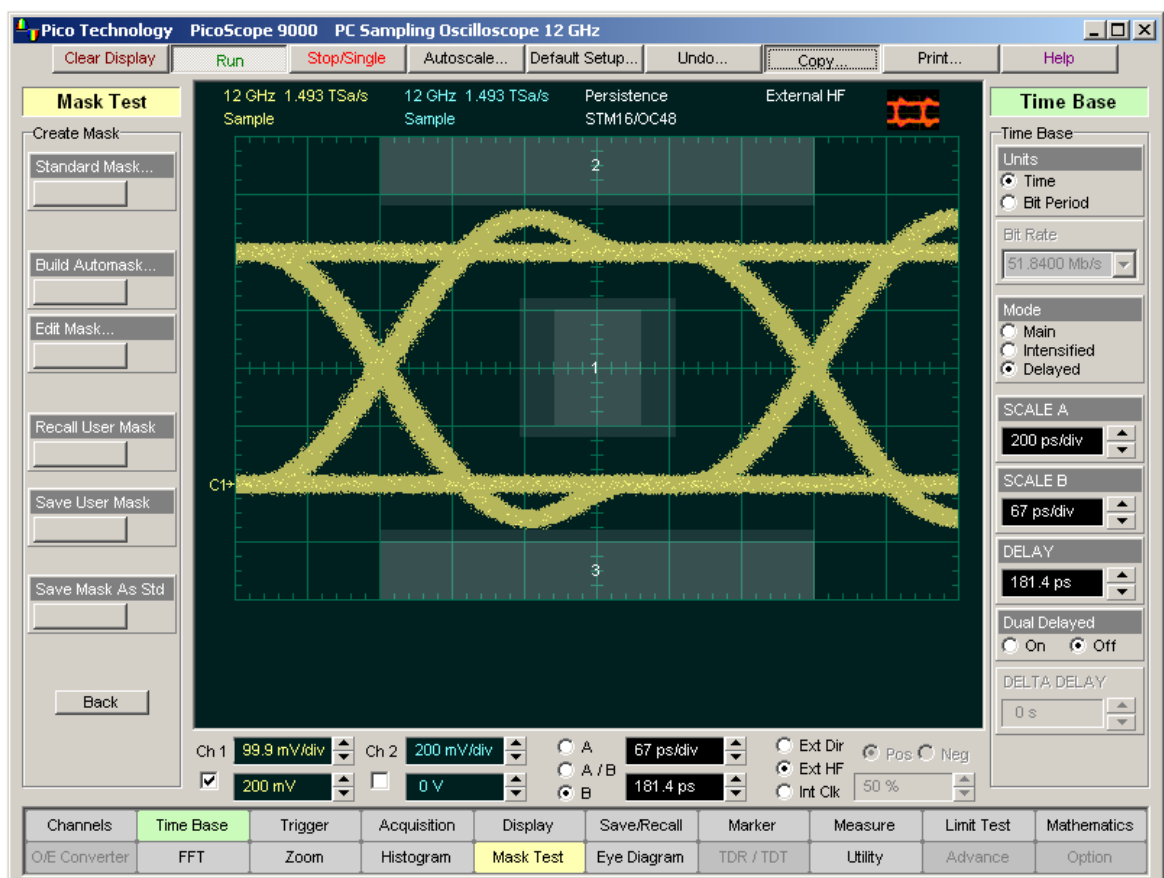 Pico Technology PicoScope 9000 PC Sampling Oscilloscope 12 GHz
Clear Display Run Stop/Single Autoscale... Default Setup... Undo... Copy... Print... Help
Mask Test
Create Mask
Standard Mask...
Build Automask...
Edit Mask...
Recall User Mask
Save User Mask
Save Mask As Std
Back
12 GHz 1.493 TSa/s 12 GHz 1.493 TSa/s Persistence External HF
Sample Sample STM16/OC48
2
1
C1
3
Time Base
Time Base
Units
Time
Bit Period
Bit Rate
51.8400 Mb/s
Mode
Main
Intensified
Delayed
SCALE A
200 ps/div
SCALE B
67 ps/div
DELAY
181.4 ps
Dual Delayed
On Off
DELTA DELAY
0 s
Ch 1 99.9 mV/div Ch 2 200 mV/div A 67 ps/div Ext Dir Pos Neg
A / B Ext HF
200 mV 0 V B 181.4 ps Int Clk 50 %
Channels Time Base Trigger Acquisition Display Save/Recall Marker Measure Limit Test Mathematics
O/E Converter FFT Zoom Histogram Mask Test Eye Diagram TDR / TDT Utility Advance Option